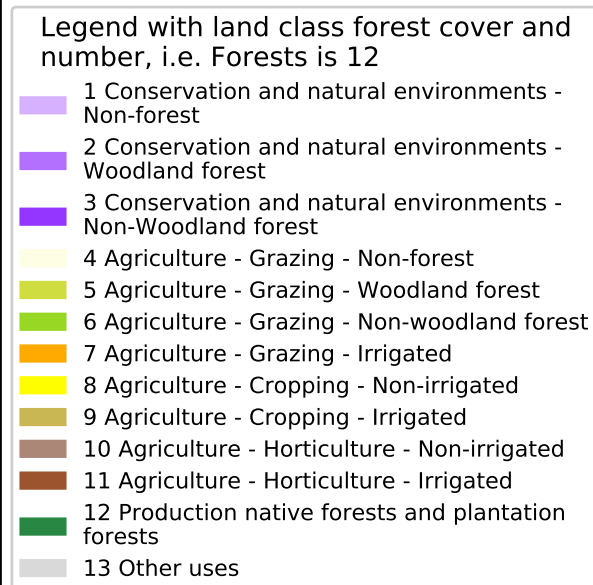 Legend with land class forest cover and
number, i.e. Forests is 12
1 Conservation and natural environments -
Non-forest
2 Conservation and natural environments -
Woodland forest
3 Conservation and natural environments -
Non-Woodland forest
4 Agriculture - Grazing - Non-forest
5 Agriculture - Grazing - Woodland forest
6 Agriculture - Grazing - Non-woodland forest
7 Agriculture - Grazing - Irrigated
8 Agriculture - Cropping - Non-irrigated
9 Agriculture - Cropping - Irrigated
10 Agriculture - Horticulture - Non-irrigated
11 Agriculture - Horticulture - Irrigated
12 Production native forests and plantation
forests
13 Other uses